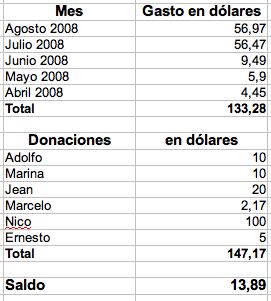 Mes Gasto en dólares
Agosto 2008 56,97
Julio 2008 56,47
Junio 2008 9,49
Mayo 2008 5,9
Abril 2008 4,45
Total 133,28
Donaciones en dólares
Adolfo 10
Marina 10
Jean 20
Marcelo 2,17
Nico 100
Ernesto 5
Total 147,17
Saldo 13,89